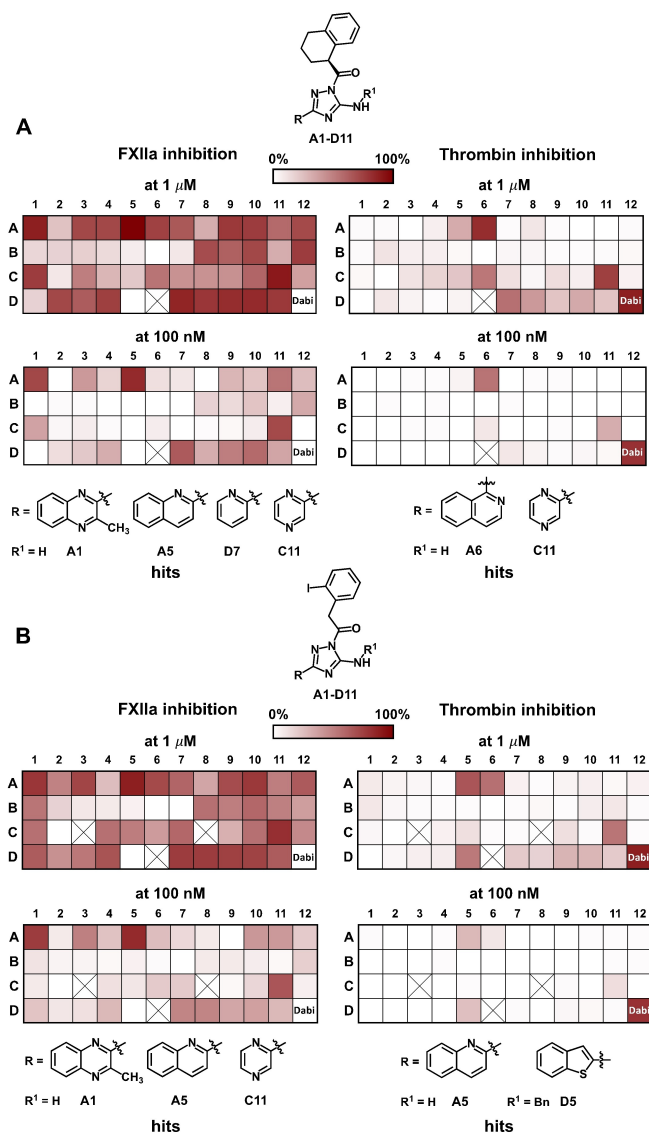 O
N N R¹
R N NH
A1-D11
A
FXIIa inhibition 0% 100% Thrombin inhibition
at 1 μM at 1 μM
1 2 3 4 5 6 7 8 9 10 11 12 1 2 3 4 5 6 7 8 9 10 11 12
A A
B B
C C
D Dabi D Dabi
at 100 nM at 100 nM
1 2 3 4 5 6 7 8 9 10 11 12 1 2 3 4 5 6 7 8 9 10 11 12
A A
B B
C C
D Dabi D Dabi
R = N N CH₃ N N N N R = N N N
R¹ = H A1 A5 D7 C11 R¹ = H A6 C11
hits hits
B
I
O
N N R¹
R N NH
A1-D11
FXIIa inhibition 0% 100% Thrombin inhibition
at 1 μM at 1 μM
1 2 3 4 5 6 7 8 9 10 11 12 1 2 3 4 5 6 7 8 9 10 11 12
A A
B B
C C
D Dabi D Dabi
at 100 nM at 100 nM
1 2 3 4 5 6 7 8 9 10 11 12 1 2 3 4 5 6 7 8 9 10 11 12
A A
B B
C C
D Dabi D Dabi
R = N N CH₃ N N N R = N S
R¹ = H A1 A5 C11 R¹ = H A5 R¹ = Bn D5
hits hits